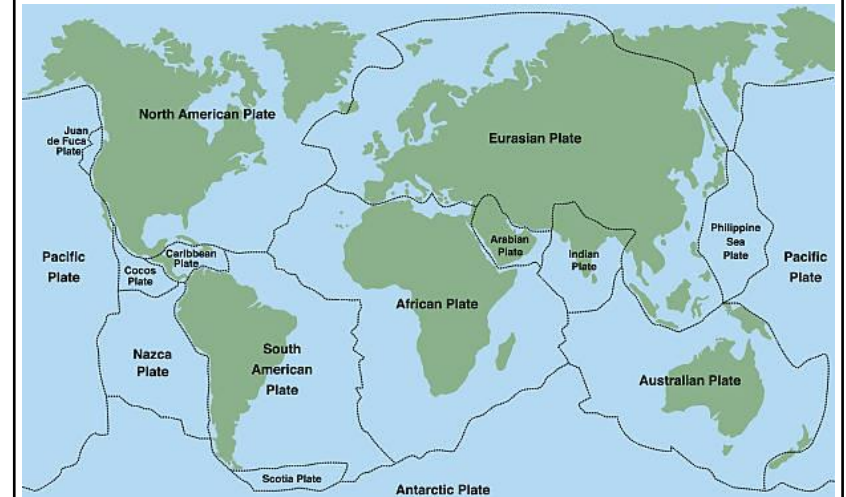 North American Plate
Juan
de Fuca
Plate
Eurasian Plate
Philippine
Sea
Plate
Arabian
Plate
Indian
Plate
Caribbean
Plate
Cocos
Plate
Pacific
Plate
Pacific
Plate
African Plate
Nazca
Plate
South
American
Plate
Australian Plate
Scotia Plate
Antarctic Plate